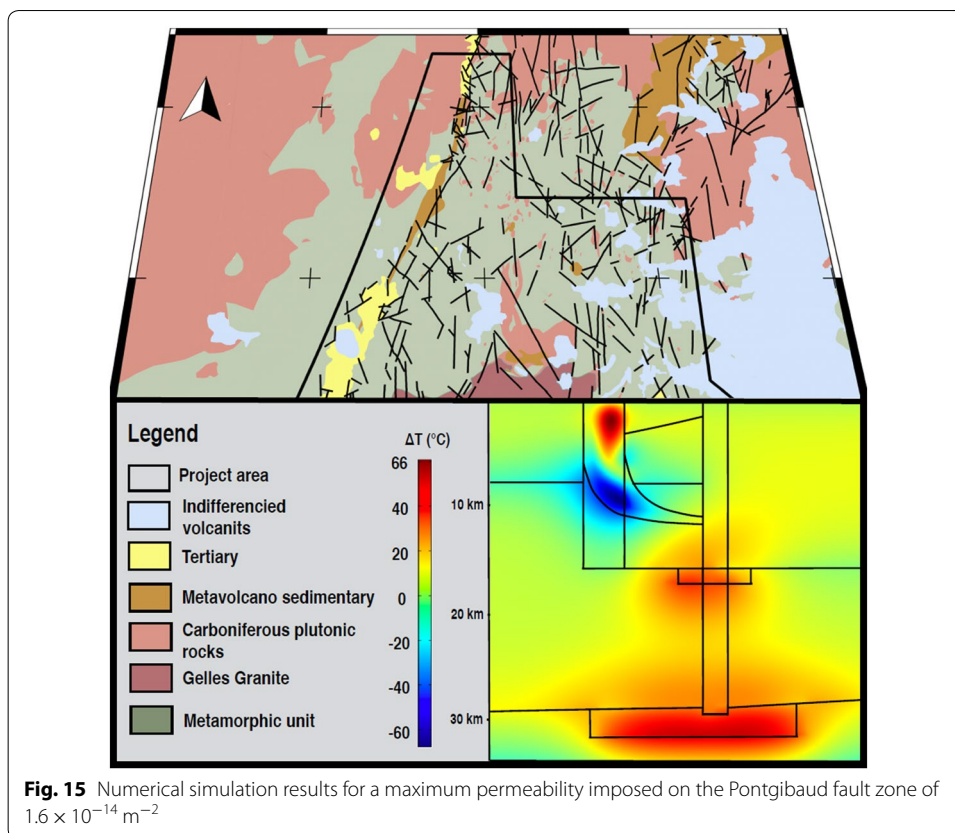 Legend
Project area
Indifferencied
volcanits
Tertiary
Metavolcano sedimentary
Carboniferous plutonic
rocks
Gelles Granite
Metamorphic unit
ΔT (°C)
66
40
20
0
-20
-40
-60
10 km
20 km
30 km
Fig. 15 Numerical simulation results for a maximum permeability imposed on the Pontgibaud fault zone of
1.6 × 10⁻¹⁴ m⁻²